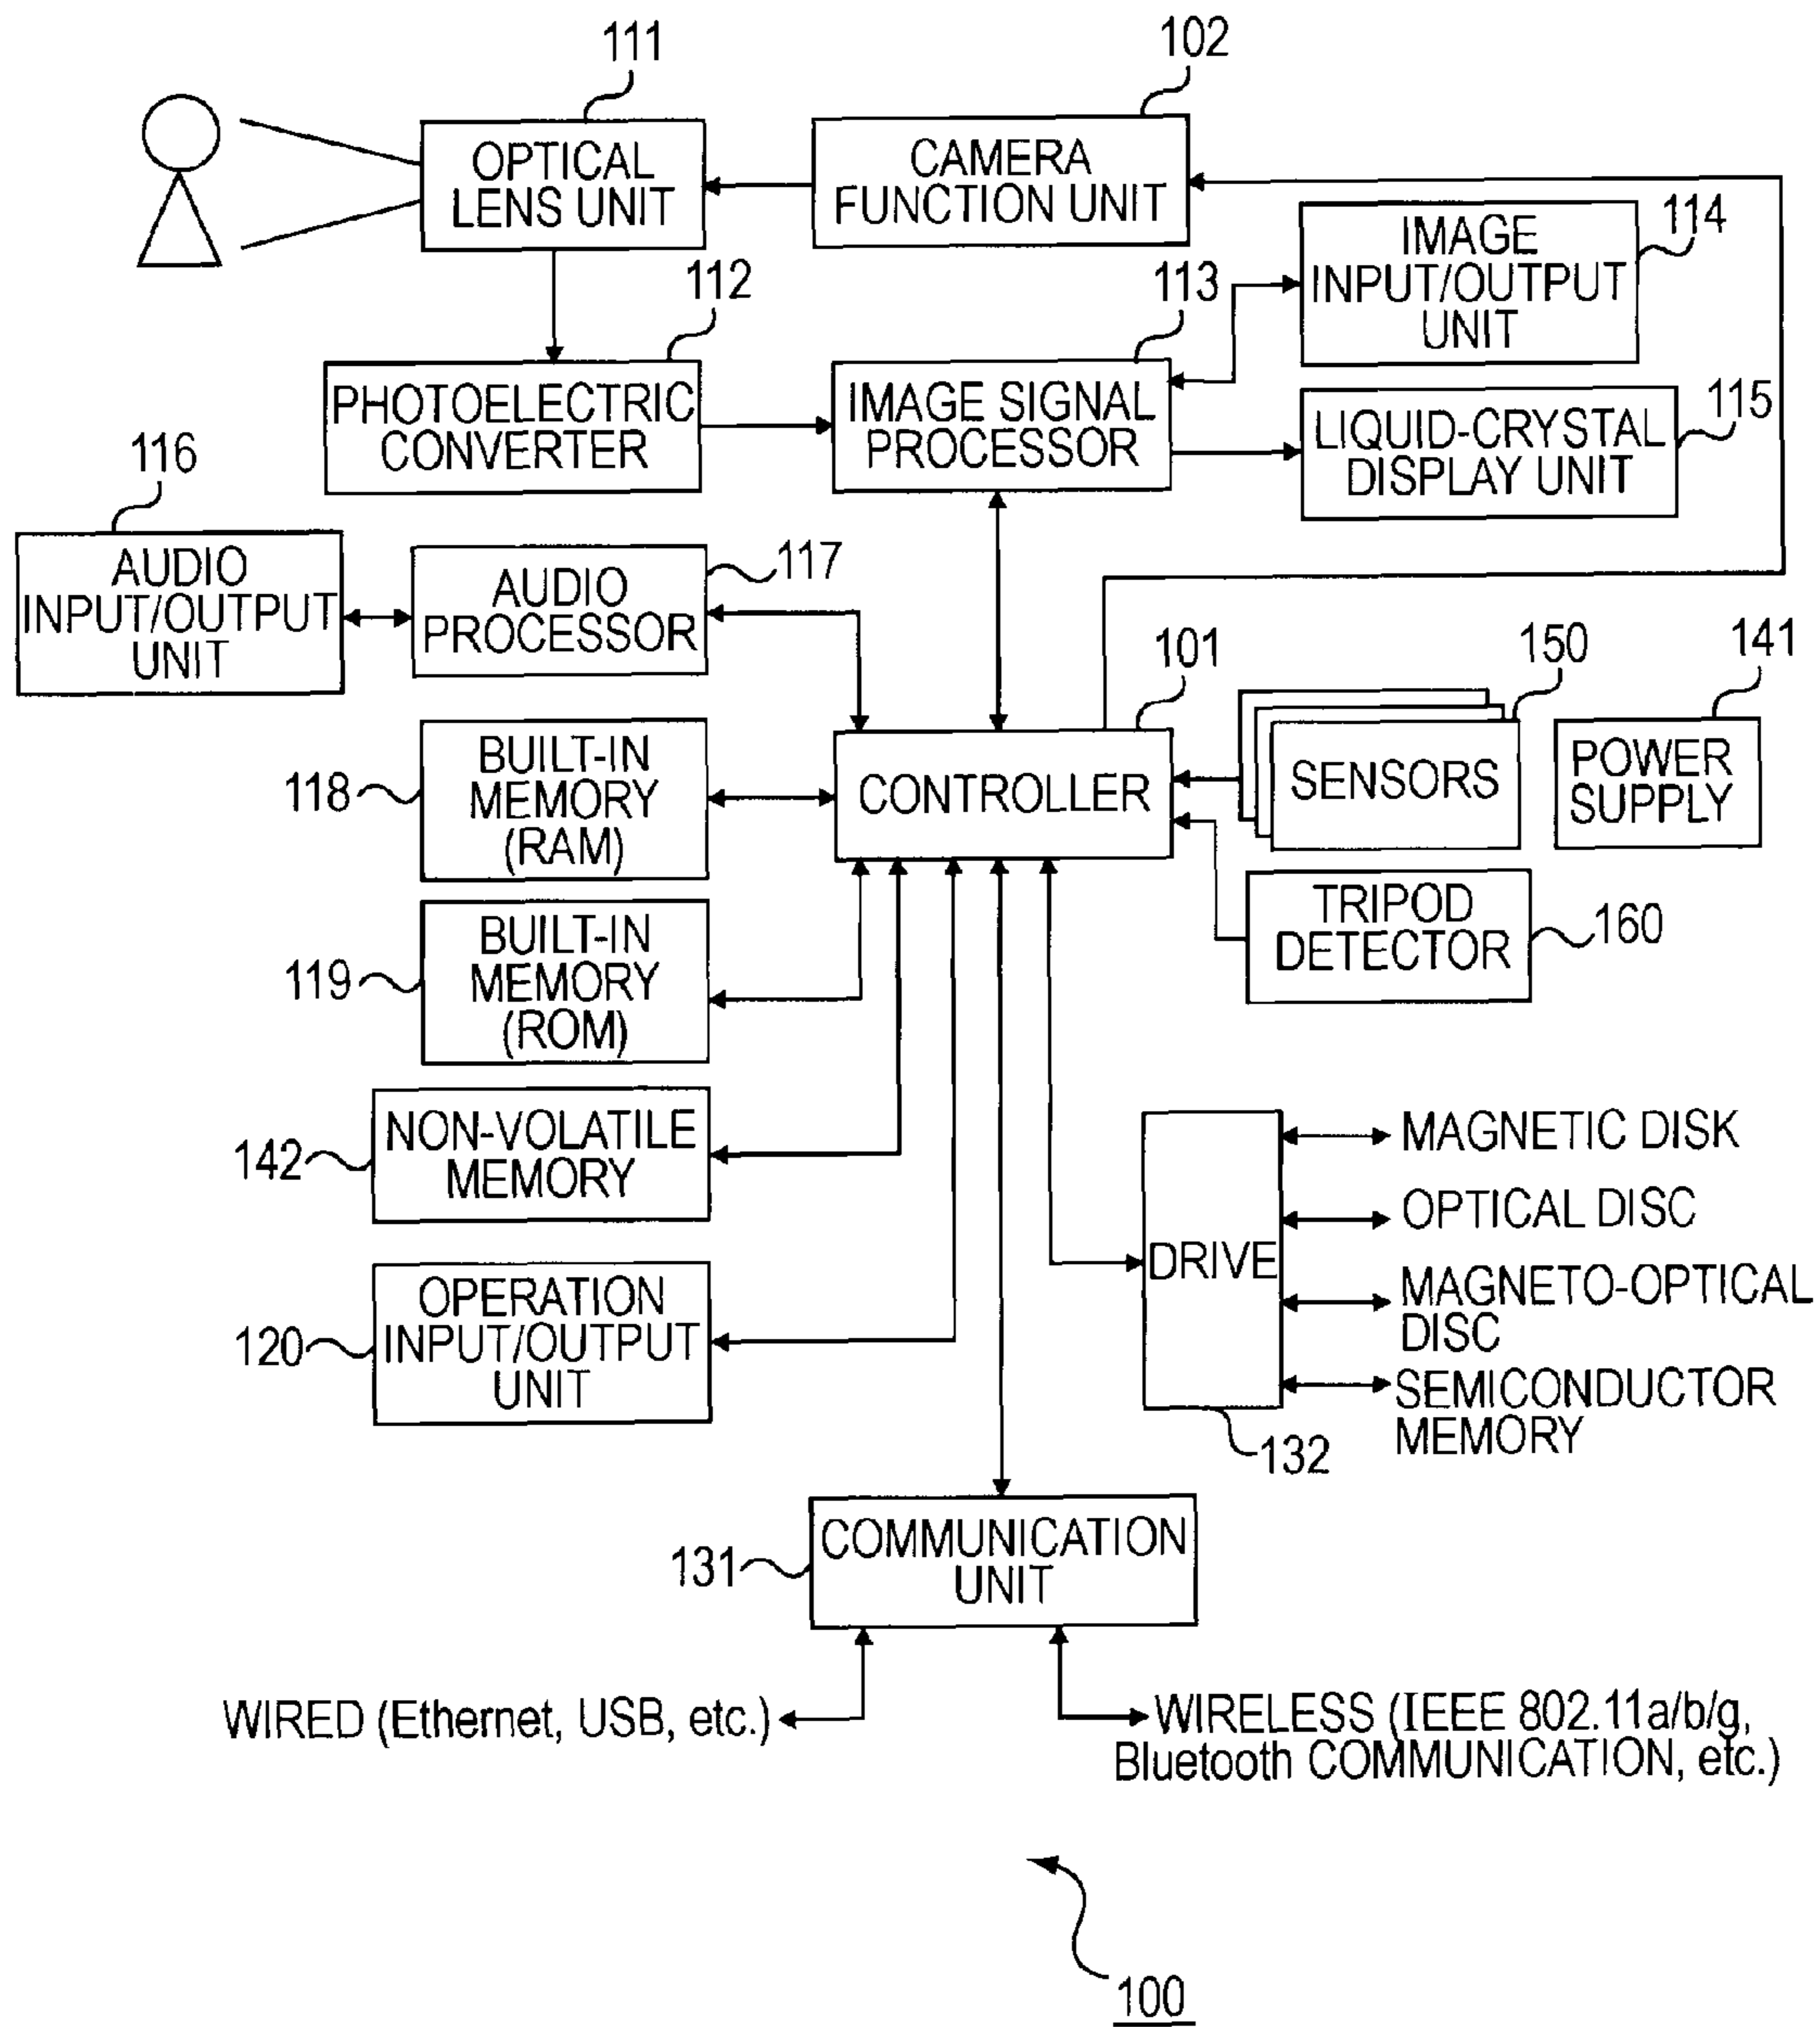 111
102
OPTICAL
LENS UNIT
CAMERA
FUNCTION UNIT
IMAGE
INPUT/OUTPUT
UNIT
114
112
113
PHOTOELECTRIC
CONVERTER
IMAGE SIGNAL
PROCESSOR
LIQUID-CRYSTAL
DISPLAY UNIT
115
116
AUDIO
INPUT/OUTPUT
UNIT
AUDIO
PROCESSOR
117
101
150
141
BUILT-IN
MEMORY
(RAM)
118
CONTROLLER
SENSORS
POWER
SUPPLY
TRIPOD
DETECTOR
160
119
BUILT-IN
MEMORY
(ROM)
142
NON-VOLATILE
MEMORY
120
OPERATION
INPUT/OUTPUT
UNIT
DRIVE
MAGNETIC DISK
OPTICAL DISC
MAGNETO-OPTICAL
DISC
SEMICONDUCTOR
MEMORY
132
131
COMMUNICATION
UNIT
WIRED (Ethernet, USB, etc.)
WIRELESS (IEEE 802.11a/b/g,
Bluetooth COMMUNICATION, etc.)
100